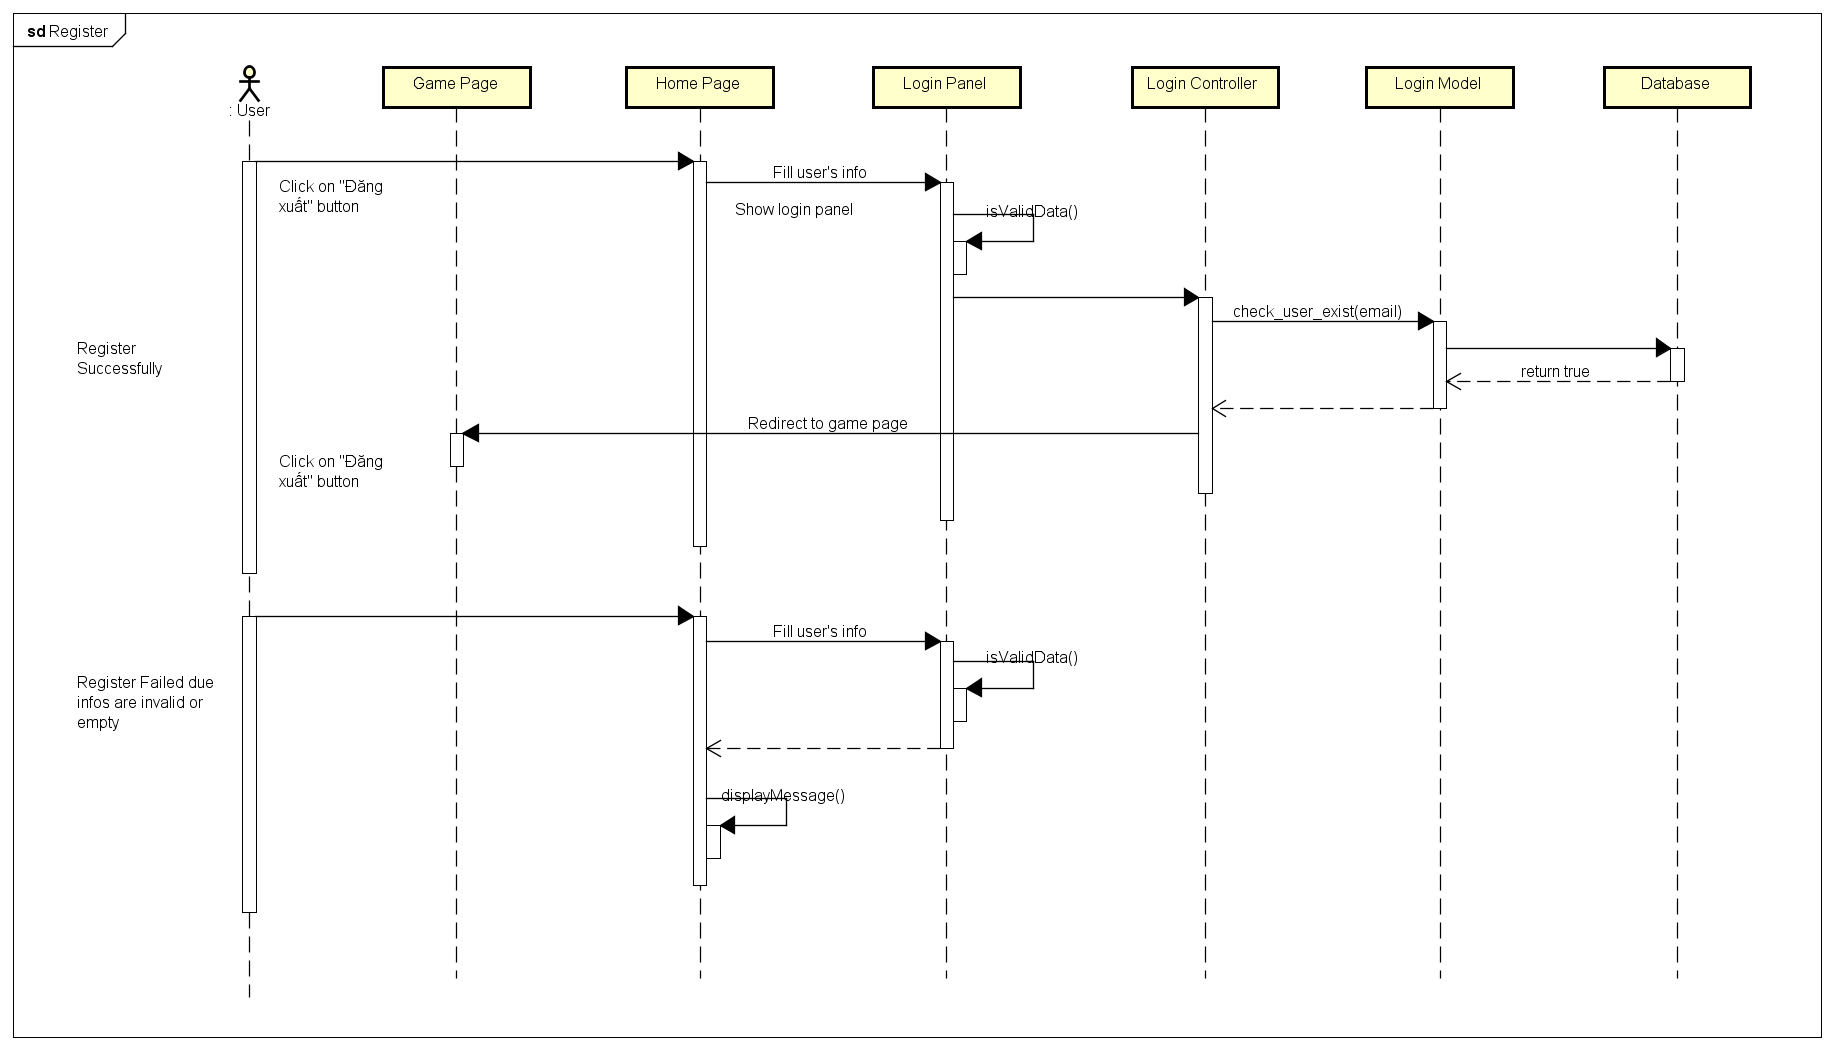 sd Register
: User
Game Page
Home Page
Login Panel
Login Controller
Login Model
Database
Click on "Đăng
xuất" button
Fill user's info
Show login panel
isValidData()
check_user_exist(email)
Register
Successfully
return true
Redirect to game page
Click on "Đăng
xuất" button
Fill user's info
isValidData()
Register Failed due
infos are invalid or
empty
displayMessage()